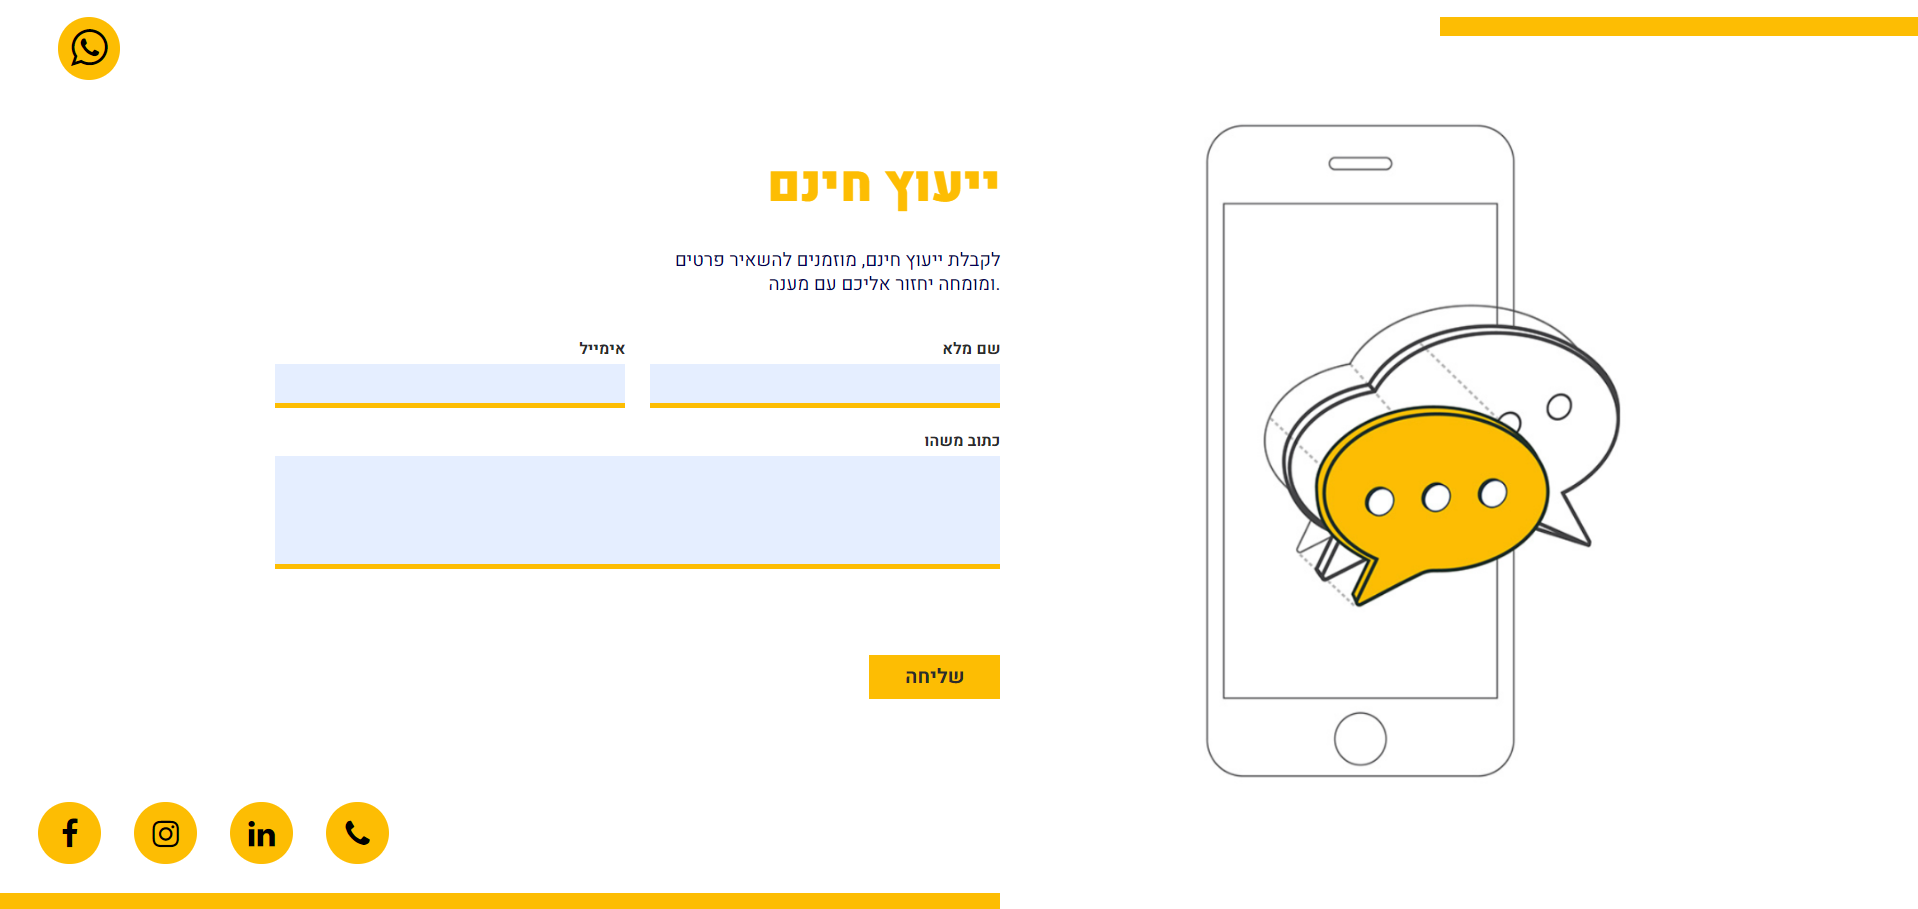 ייעוץ חינם
לקבלת ייעוץ חינם, מוזמנים להשאיר פרטים
.ומומחה יחזור אליכם עם מענה
שם מלא
אימייל
כתוב משהו
שליחה
in